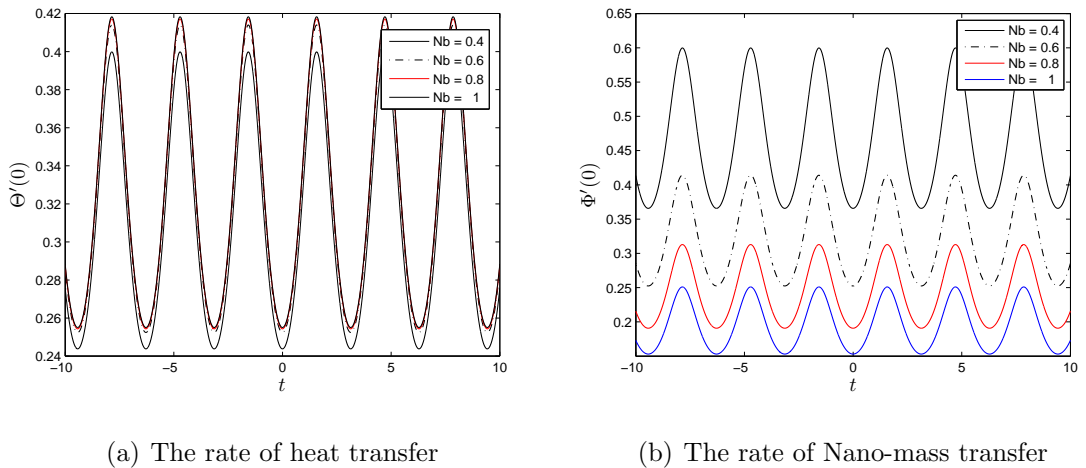 0.42
0.4
0.38
0.36
0.34
0.32
0.3
0.28
0.26
0.24
Θ′(0)
−10
−5
0
5
10
t
Nb = 0.4
Nb = 0.6
Nb = 0.8
Nb = 1
(a) The rate of heat transfer
0.65
0.6
0.55
0.5
0.45
0.4
0.35
0.3
0.25
0.2
Φ′(0)
−10
−5
0
5
10
t
Nb = 0.4
Nb = 0.6
Nb = 0.8
Nb = 1
(b) The rate of Nano-mass transfer